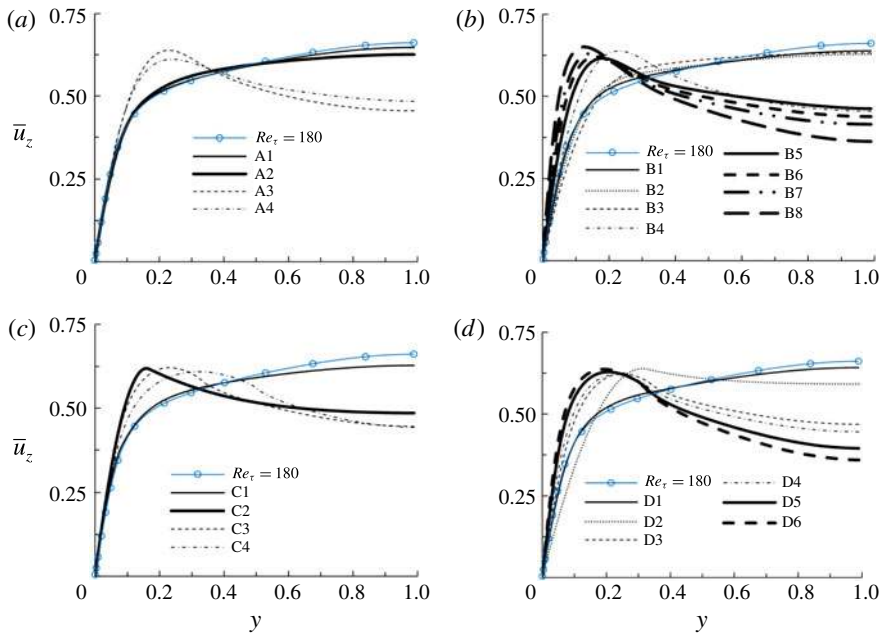 (a)
0.75
0.50
0.25
0
u̅z
Re_τ = 180
A1
A2
A3
A4
0.2 0.4 0.6 0.8 1.0
(b)
0.75
0.50
0.25
0
Re_τ = 180
B1
B2
B3
B4
B5
B6
B7
B8
0.2 0.4 0.6 0.8 1.0
(c)
0.75
0.50
0.25
0
u̅z
Re_τ = 180
C1
C2
C3
C4
0.2 0.4 0.6 0.8 1.0
y
(d)
0.75
0.50
0.25
0
Re_τ = 180
D1
D2
D3
D4
D5
D6
0.2 0.4 0.6 0.8 1.0
y